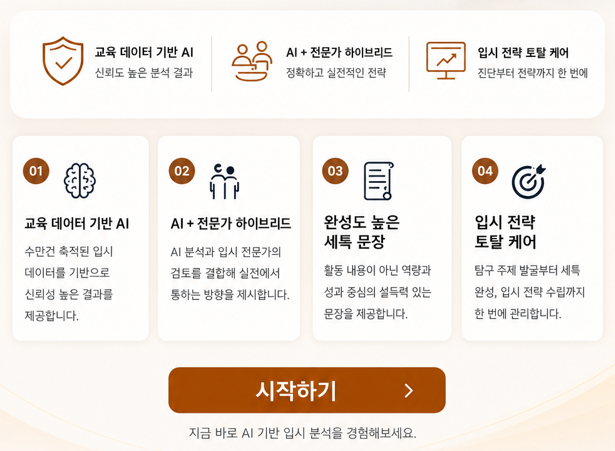 교육 데이터 기반 AI
신뢰도 높은 분석 결과
AI + 전문가 하이브리드
정확하고 실전적인 전략
입시 전략 토탈 케어
진단부터 전략까지 한 번에
01
교육 데이터 기반 AI
수만건 축적된 입시
데이터를 기반으로
신뢰성 높은 결과를
제공합니다.
02
AI + 전문가 하이브리드
AI 분석과 입시 전문가의
검토를 결합해 실전에서
통하는 방향을 제시합니다.
03
완성도 높은
세특 문장
활동 내용이 아닌 역량과
성과 중심의 설득력 있는
문장을 제공합니다.
04
입시 전략
토탈 케어
탐구 주제 발굴부터 세특
완성, 입시 전략 수립까지
한 번에 관리합니다.
시작하기
지금 바로 AI 기반 입시 분석을 경험해보세요.